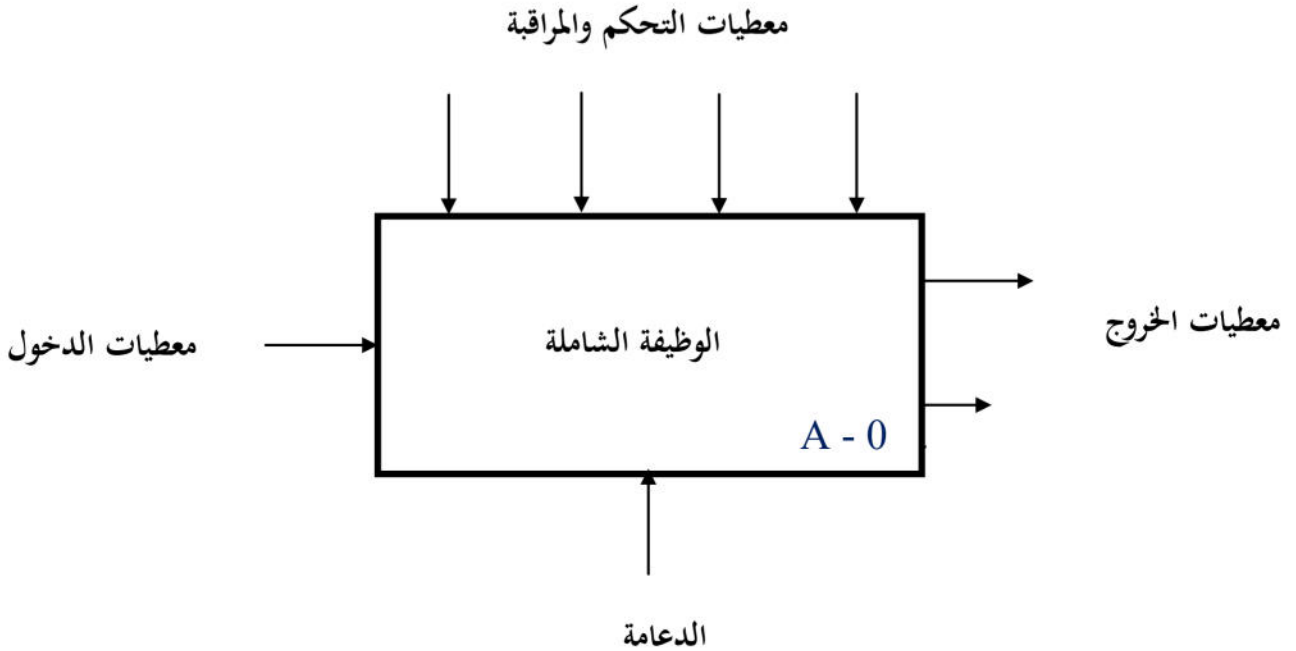 معطيات التحكم والمراقبة
معطيات الخروج
الوظيفة الشاملة
معطيات الدخول
A - 0
الدعامة